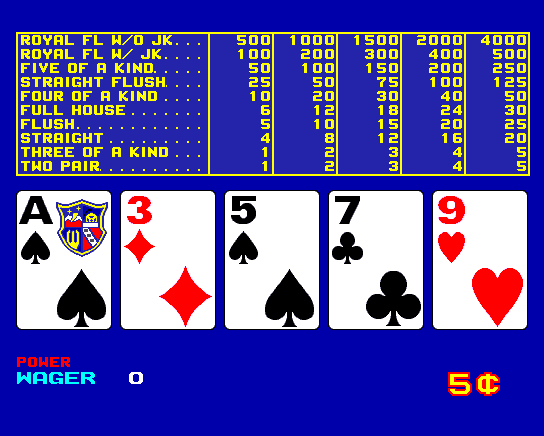 ROYAL FL W/O JK... 500 1000 1500 2000 4000
ROYAL FL W/ JK.... 100 200 300 400 500
FIVE OF A KIND..... 50 100 150 200 250
STRAIGHT FLUSH.... 25 50 75 100 125
FOUR OF A KIND .... 10 20 30 40 50
FULL HOUSE....... 6 12 18 24 30
FLUSH............ 5 10 15 20 25
STRAIGHT ......... 4 8 12 16 20
THREE OF A KIND ... 1 2 3 4 5
TWO PAIR.......... 1 2 3 4 5
A 3 5 7 9
POWER
WAGER 0
5¢